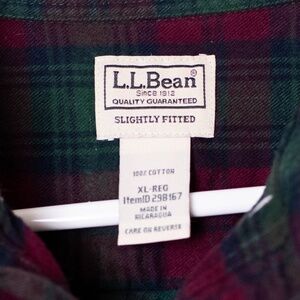 L.L.Bean®
Since 1912
QUALITY GUARANTEED
SLIGHTLY FITTED
100% COTTON
XL-REG
ItemID 298167
MADE IN
NICARAGUA
CARE ON REVERSE